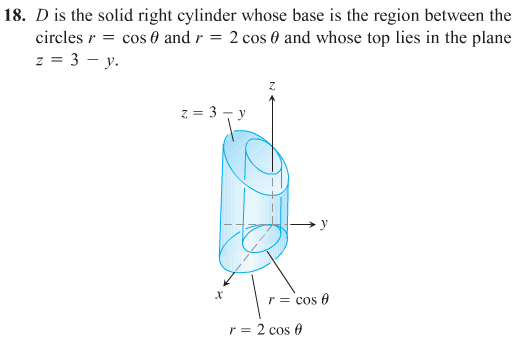 18. D is the solid right cylinder whose base is the region between the
circles r = cos θ and r = 2 cos θ and whose top lies in the plane
z = 3 − y.
z
z = 3 − y
y
x
r = cos θ
r = 2 cos θ